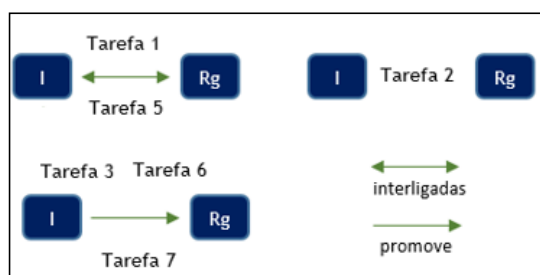 Tarefa 1
I Rg
Tarefa 5
I Tarefa 2 Rg
Tarefa 3 Tarefa 6
I Rg
Tarefa 7
interligadas
promove